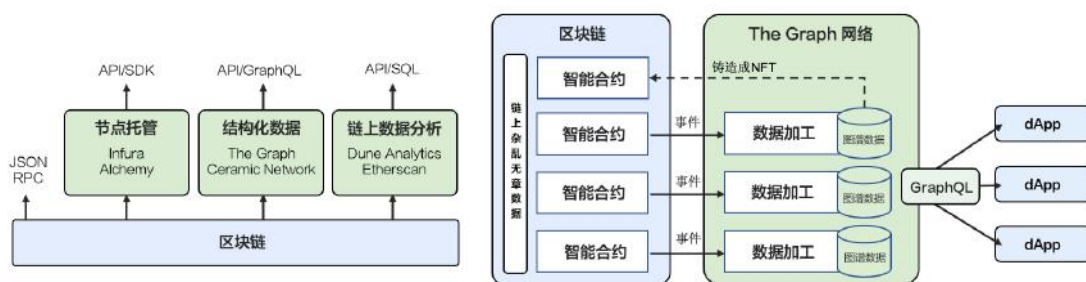 API/SDK
API/GraphQL
API/SQL
节点托管
Infura
Alchemy
结构化数据
The Graph
Ceramic Network
链上数据分析
Dune Analytics
Etherscan
JSON
RPC
区块链
区块链
The Graph 网络
链上杂乱无章数据
智能合约
铸造成NFT
智能合约
事件
数据加工
图谱数据
智能合约
事件
数据加工
图谱数据
智能合约
事件
数据加工
图谱数据
GraphQL
dApp
dApp
dApp